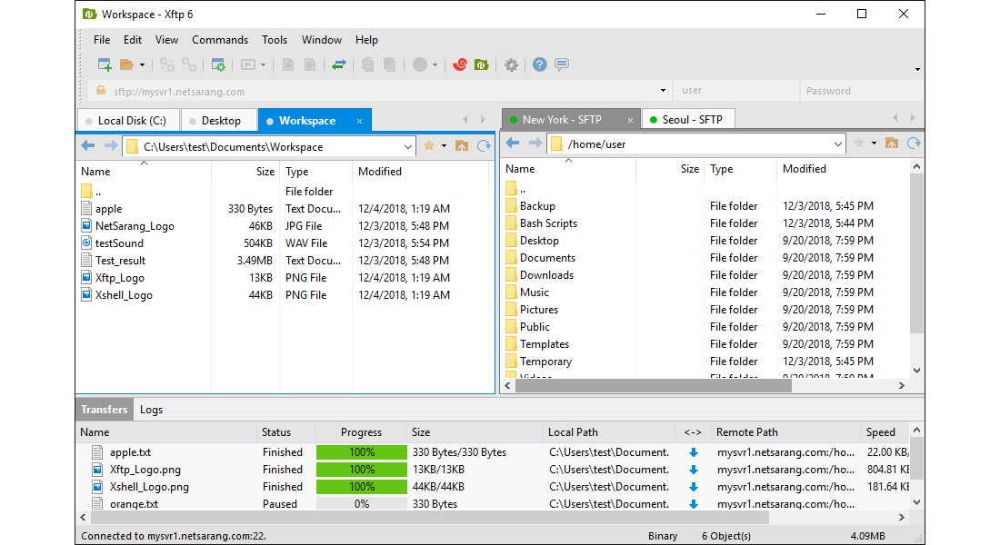 Workspace - Xftp 6
File Edit View Commands Tools Window Help
sftp://mysvr1.netsarang.com user Password
Local Disk (C:) Desktop Workspace × New York - SFTP × Seoul - SFTP
C:\Users\test\Documents\Workspace /home/user
Name Size Type Modified
.. File folder
apple 330 Bytes Text Docu... 12/4/2018, 1:19 AM
NetSarang_Logo 46KB JPG File 12/3/2018, 5:48 PM
testSound 504KB WAV File 12/3/2018, 5:54 PM
Test_result 3.49MB Text Docu... 12/3/2018, 5:48 PM
Xftp_Logo 13KB PNG File 12/4/2018, 1:19 AM
Xshell_Logo 44KB PNG File 12/4/2018, 1:19 AM
Name Size Type Modified
..
Backup File folder 12/3/2018, 5:45 PM
Bash Scripts File folder 12/3/2018, 5:44 PM
Desktop File folder 9/20/2018, 7:59 PM
Documents File folder 9/20/2018, 7:59 PM
Downloads File folder 9/20/2018, 7:59 PM
Music File folder 9/20/2018, 7:59 PM
Pictures File folder 9/20/2018, 7:59 PM
Public File folder 9/20/2018, 7:59 PM
Templates File folder 9/20/2018, 7:59 PM
Temporary File folder 12/3/2018, 5:45 PM
Videos File folder 9/20/2018, 7:59 PM
Transfers Logs
Name Status Progress Size Local Path <-> Remote Path Speed
apple.txt Finished 100% 330 Bytes/330 Bytes C:\Users\test\Document. mysvr1.netsarang.com:/ho... 22.00 KB/
Xftp_Logo.png Finished 100% 13KB/13KB C:\Users\test\Document. mysvr1.netsarang.com:/ho... 804.81 KB
Xshell_Logo.png Finished 100% 44KB/44KB C:\Users\test\Document. mysvr1.netsarang.com:/ho... 181.64 KB
orange.txt Paused 0% 330 Bytes C:\Users\test\Document. mysvr1.netsarang.com:/ho...
Connected to mysvr1.netsarang.com:22. Binary 6 Object(s) 4.09MB